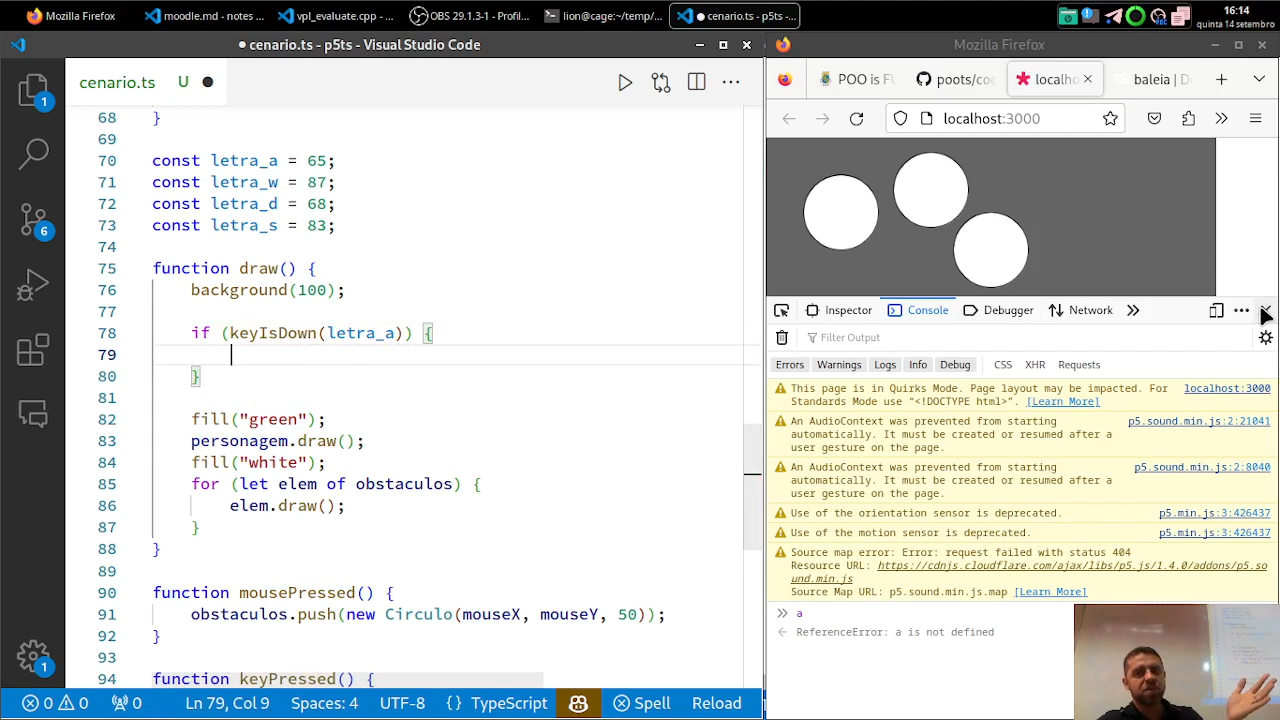 Mozilla Firefox
moodle.md - notes ...
vpl_evaluate.cpp - ...
OS 29.1.3-1 - Profil...
lion@cage:~/temp/...
● cenario.ts - p5ts-...
16:14
quinta 14 setembro
● cenario.ts - p5ts - Visual Studio Code
Mozilla Firefox
cenario.ts U ●
POO is FU
poots/co
localho
baleia | D
localhost:3000
68 }
69
70 const letra_a = 65;
71 const letra_w = 87;
72 const letra_d = 68;
73 const letra_s = 83;
74
75 function draw() {
76 background(100);
77
78 if (keyIsDown(letra_a)) {
79
80 }
81
82 fill("green");
83 personagem.draw();
84 fill("white");
85 for (let elem of obstaculos) {
86 elem.draw();
87 }
88 }
89
90 function mousePressed() {
91 obstaculos.push(new Circulo(mouseX, mouseY, 50));
92 }
93
94 function keyPressed() {
1
6
1
Inspector Console Debugger Network
Filter Output
Errors Warnings Logs Info Debug CSS XHR Requests
This page is in Quirks Mode. Page layout may be impacted. For localhost:3000
Standards Mode use “<!DOCTYPE html>”. [Learn More]
An AudioContext was prevented from starting p5.sound.min.js:2:21041
automatically. It must be created or resumed after a
user gesture on the page.
An AudioContext was prevented from starting p5.sound.min.js:2:8040
automatically. It must be created or resumed after a
user gesture on the page.
Use of the orientation sensor is deprecated. p5.min.js:3:426437
Use of the motion sensor is deprecated. p5.min.js:3:426437
Source map error: Error: request failed with status 404
Resource URL: https://cdnjs.cloudflare.com/ajax/libs/p5.js/1.4.0/addons/p5.so
und.min.js
Source Map URL: p5.sound.min.js.map [Learn More]
a
ReferenceError: a is not defined
0 0 0 Ln 79, Col 9 Spaces: 4 UTF-8 { } TypeScript Spell Reload